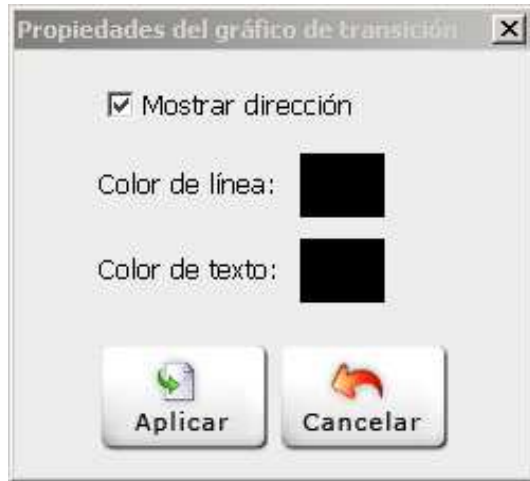 Propiedades del gráfico de transición
Mostrar dirección
Color de línea:
Color de texto:
Aplicar
Cancelar